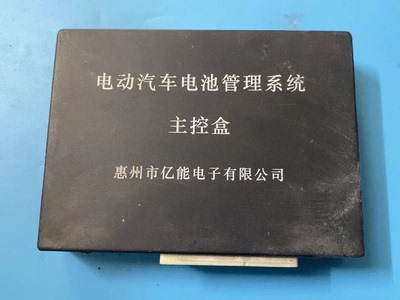 电动汽车电池管理系统
主控盒
惠州市亿能电子有限公司